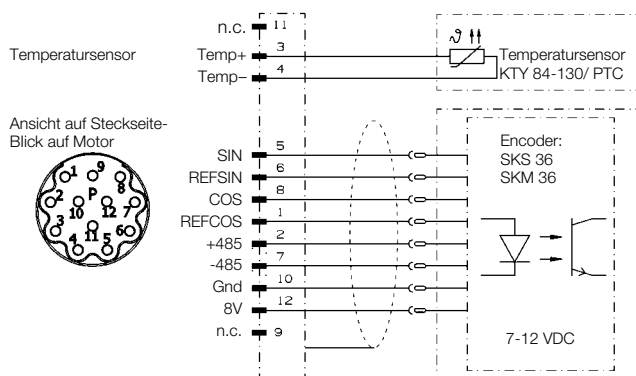 n.c. 11
Temperatursensor
Temp+ 3
Temp– 4
ϑ
Temperatursensor
KTY 84-130/ PTC
Ansicht auf Steckseite-
Blick auf Motor
1 9 8
2 P 7
10 12
3 11 6
4 5
SIN 5
REFSIN 6
COS 8
REFCOS 1
+485 2
-485 7
Gnd 10
8V 12
n.c. 9
Encoder:
SKS 36
SKM 36
7-12 VDC